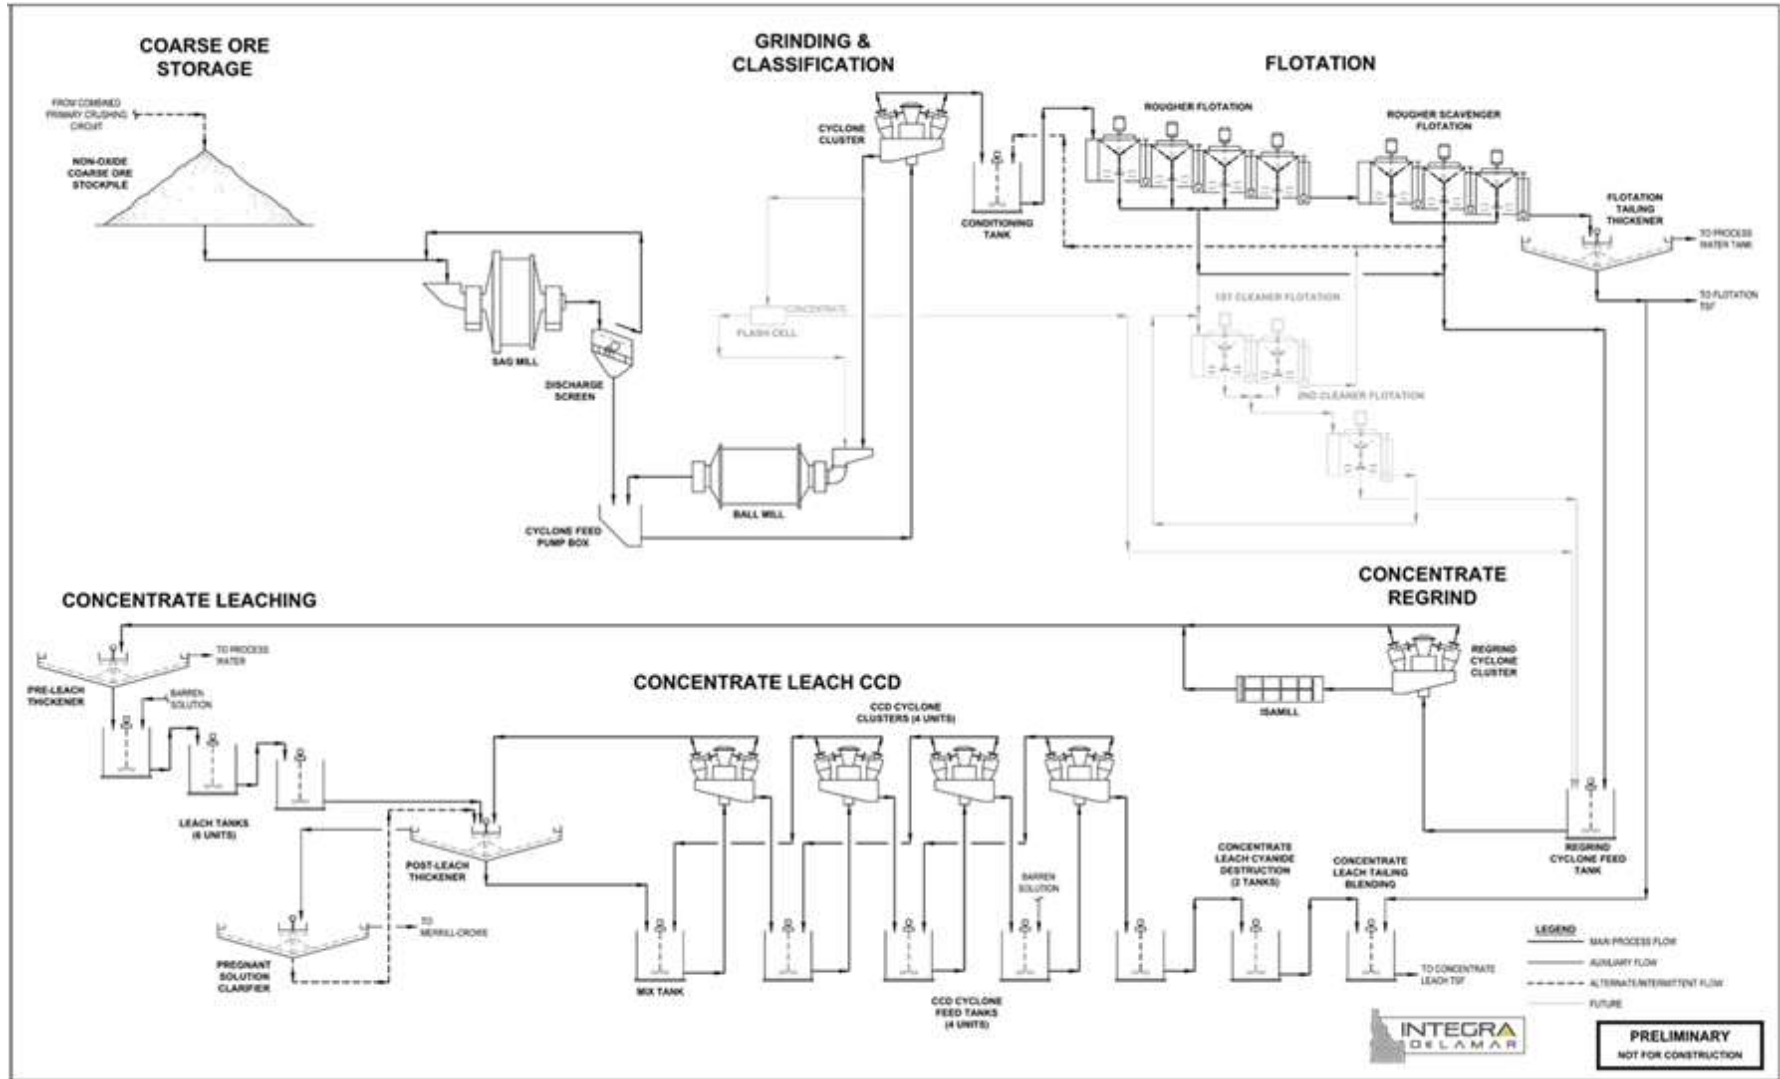 COARSE ORE
STORAGE
GRINDING &
CLASSIFICATION
FLOTATION
FROM COMBINED
PRIMARY CRUSHING
CIRCUIT
NON-OXIDE
COARSE ORE
STOCKPILE
CYCLONE
CLUSTER
CONDITIONING
TANK
ROUGHER FLOTATION
ROUGHER SCAVENGER
FLOTATION
FLOTATION
TAILING
THICKENER
TO PROCESS
WATER TANK
TO FLOTATION
TSF
SAG MILL
DISCHARGE
SCREEN
CONCENTRATE
FLASH CELL
1ST CLEANER FLOTATION
2ND CLEANER FLOTATION
BALL MILL
CYCLONE FEED
PUMP BOX
CONCENTRATE
REGRIND
REGRIND
CYCLONE
CLUSTER
ISAMILL
REGRIND
CYCLONE FEED
TANK
CONCENTRATE LEACHING
TO PROCESS
WATER
PRE-LEACH
THICKENER
BARREN
SOLUTION
LEACH TANKS
(6 UNITS)
POST-LEACH
THICKENER
TO
MERRILL-CROWE
PREGNANT
SOLUTION
CLARIFIER
CONCENTRATE LEACH CCD
CCD CYCLONE
CLUSTERS (4 UNITS)
MIX TANK
CCD CYCLONE
FEED TANKS
(4 UNITS)
BARREN
SOLUTION
CONCENTRATE
LEACH CYANIDE
DESTRUCTION
(2 TANKS)
CONCENTRATE
LEACH TAILING
BLENDING
TO CONCENTRATE
LEACH TSF
LEGEND
MAIN PROCESS FLOW
AUXILIARY FLOW
ALTERNATE/INTERMITTENT FLOW
FUTURE
INTEGRA
DELAMAR
PRELIMINARY
NOT FOR CONSTRUCTION